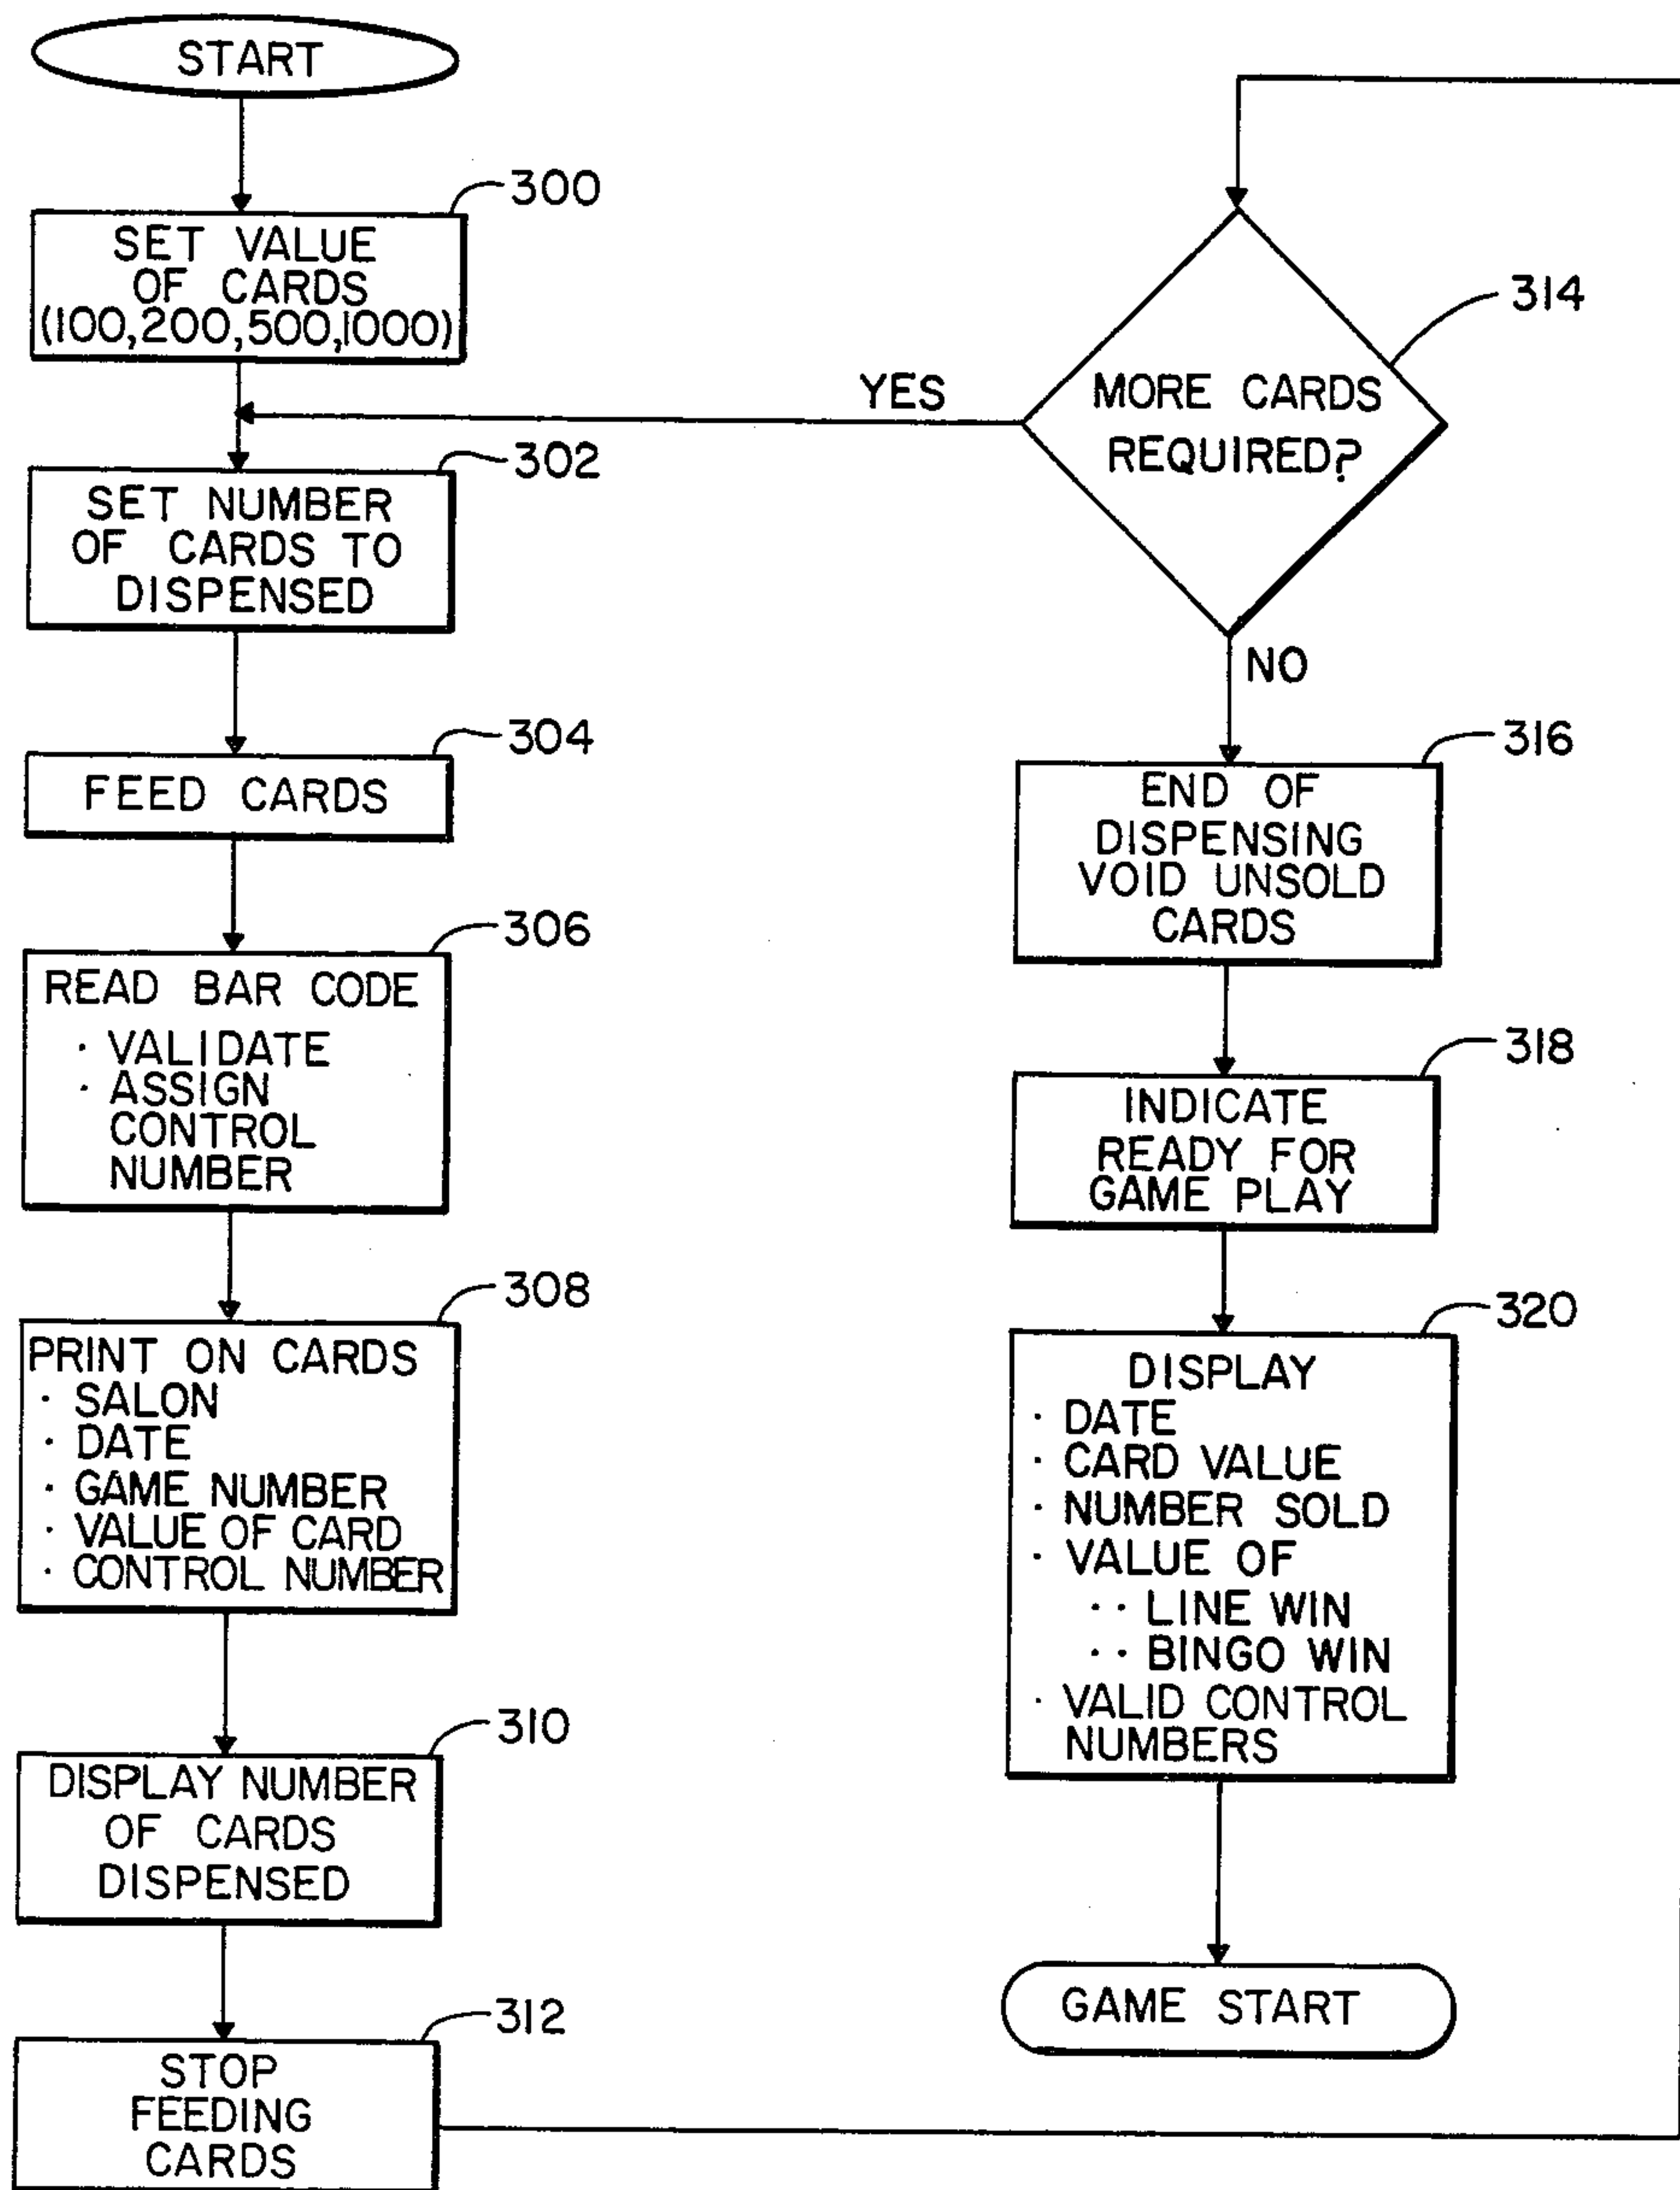 START
300
SET VALUE
OF CARDS
(100,200,500,1000)
302
SET NUMBER
OF CARDS TO
DISPENSED
304
FEED CARDS
306
READ BAR CODE
· VALIDATE
· ASSIGN
CONTROL
NUMBER
308
PRINT ON CARDS
· SALON
· DATE
· GAME NUMBER
· VALUE OF CARD
· CONTROL NUMBER
310
DISPLAY NUMBER
OF CARDS
DISPENSED
312
STOP
FEEDING
CARDS
314
MORE CARDS
REQUIRED?
YES
NO
316
END OF
DISPENSING
VOID UNSOLD
CARDS
318
INDICATE
READY FOR
GAME PLAY
320
DISPLAY
· DATE
· CARD VALUE
· NUMBER SOLD
· VALUE OF
·· LINE WIN
·· BINGO WIN
· VALID CONTROL
NUMBERS
GAME START